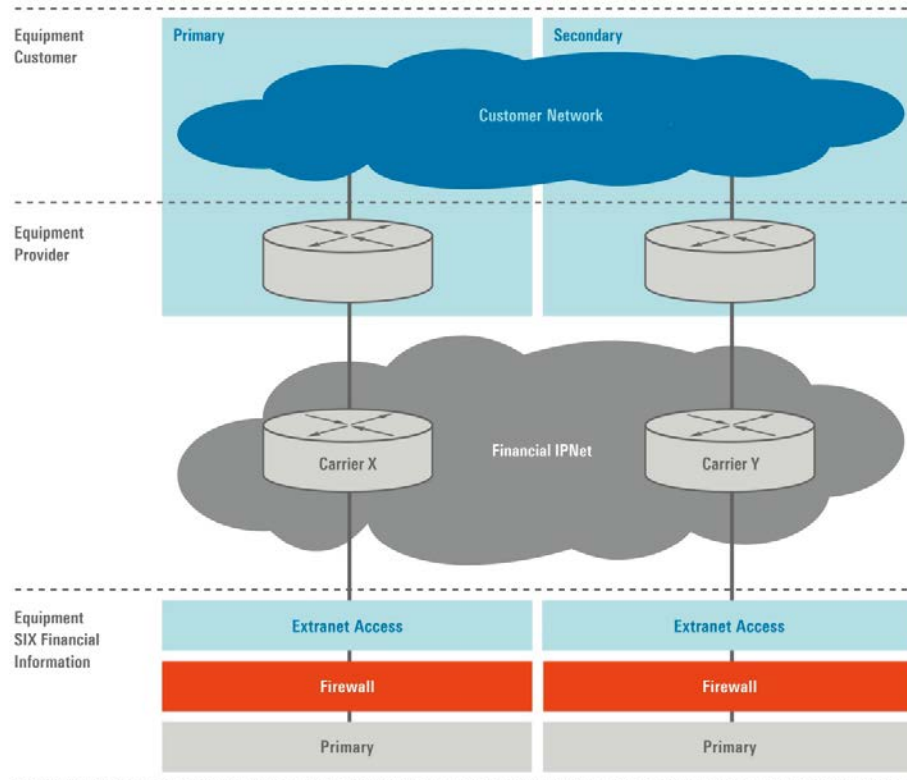 Equipment
Customer
Primary
Secondary
Customer Network
Equipment
Provider
Carrier X
Financial IPNet
Carrier Y
Equipment
SIX Financial
Information
Extranet Access
Extranet Access
Firewall
Firewall
Primary
Primary